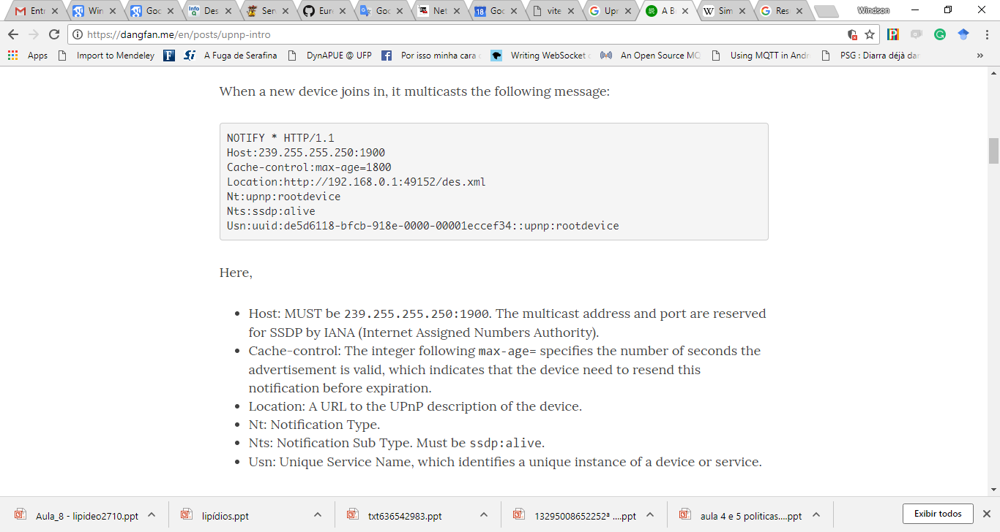 Entr
Win
Goc
Des
Ser
Eur
Goc
Net
18 Goc
vite
Upr
A B
W Sim
Res
Windson
https://dangfan.me/en/posts/upnp-intro
Apps
Import to Mendeley
F
Si
A Fuga de Serafina
DynAPUE @ UFP
Por isso minha cara
Writing WebSocket
An Open Source MQ
Using MQTT in Andr
PSG : Diarra déjà dan
»
When a new device joins in, it multicasts the following message:
NOTIFY * HTTP/1.1
Host:239.255.255.250:1900
Cache-control:max-age=1800
Location:http://192.168.0.1:49152/des.xml
Nt:upnp:rootdevice
Nts:ssdp:alive
Usn:uuid:de5d6118-bfcb-918e-0000-00001eccef34::upnp:rootdevice
Here,
• Host: MUST be 239.255.255.250:1900. The multicast address and port are reserved
for SSDP by IANA (Internet Assigned Numbers Authority).
• Cache-control: The integer following max-age= specifies the number of seconds the
advertisement is valid, which indicates that the device need to resend this
notification before expiration.
• Location: A URL to the UPnP description of the device.
• Nt: Notification Type.
• Nts: Notification Sub Type. Must be ssdp:alive.
• Usn: Unique Service Name, which identifies a unique instance of a device or service.
Aula_8 - lipideo2710.ppt
lipídios.ppt
txt636542983.ppt
13295008652252ª ....ppt
aula 4 e 5 politicas....ppt
Exibir todos